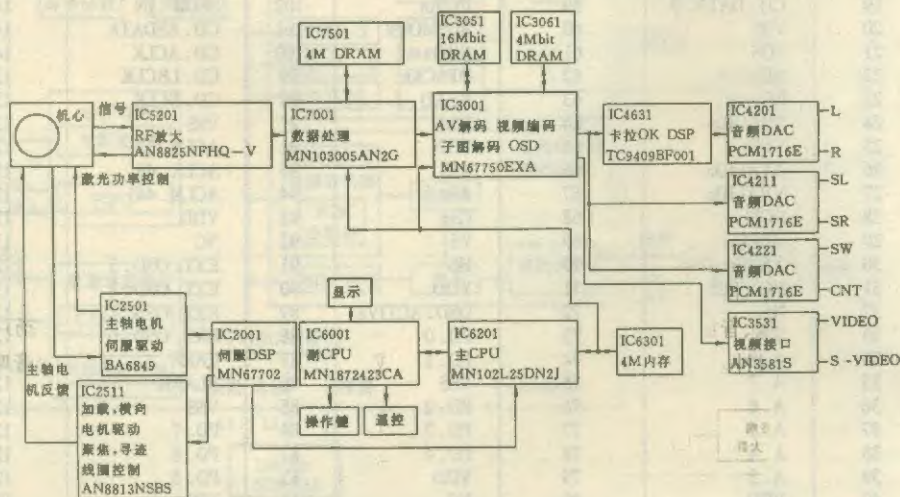 IC7501
4M DRAM
IC3051
16Mbit
DRAM
IC3061
4Mbit
DRAM
机心
信号
IC5201
RF放大
AN8825NFHQ-V
激光功率控制
IC7001
数据处理
MN103005AN2G
IC3001
AV解码 视频编码
子图解码 OSD
MN67750EXA
IC4631
卡拉OK DSP
TC9409BF001
IC4201
音频DAC
PCM1716E
L
R
IC4211
音频DAC
PCM1716E
SL
SR
IC4221
音频DAC
PCM1716E
SW
CNT
IC3531
视频接口
AN3581S
VIDEO
S-VIDEO
显示
IC2501
主轴电机
伺服驱动
BA6849
IC2001
伺服DSP
MN67702
IC6001
副CPU
MN1872423CA
IC6201
主CPU
MN102L25DN2J
IC6301
4M内存
操作键
遥控
主轴电
机反馈
IC2511
加载,横向
电机驱动
聚焦,寻迹
线圈控制
AN8813NSBS